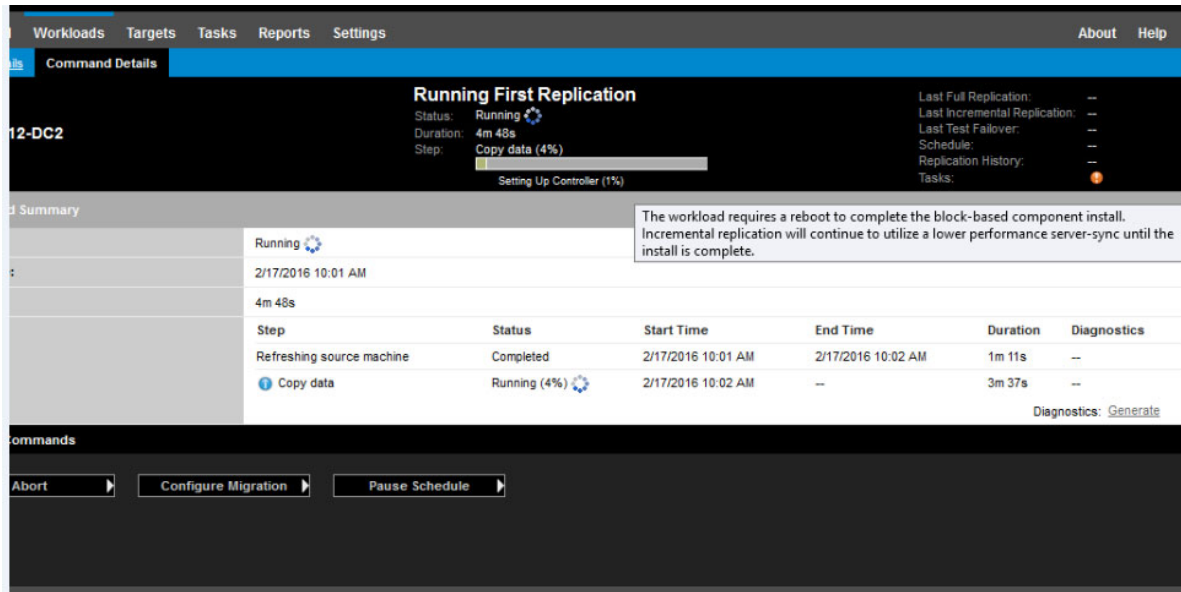 Workloads Targets Tasks Reports Settings About Help
ils Command Details
Running First Replication
Status: Running
Duration: 4m 48s
Step: Copy data (4%)
Setting Up Controller (1%)
12-DC2
Last Full Replication: --
Last Incremental Replication: --
Last Test Failover: --
Schedule: --
Replication History: --
Tasks:
d Summary
The workload requires a reboot to complete the block-based component install.
Incremental replication will continue to utilize a lower performance server-sync until the
install is complete.
Running
: 2/17/2016 10:01 AM
4m 48s
Step Status Start Time End Time Duration Diagnostics
Refreshing source machine Completed 2/17/2016 10:01 AM 2/17/2016 10:02 AM 1m 11s --
Copy data Running (4%) 2/17/2016 10:02 AM -- 3m 37s --
Diagnostics: Generate
Commands
Abort Configure Migration Pause Schedule